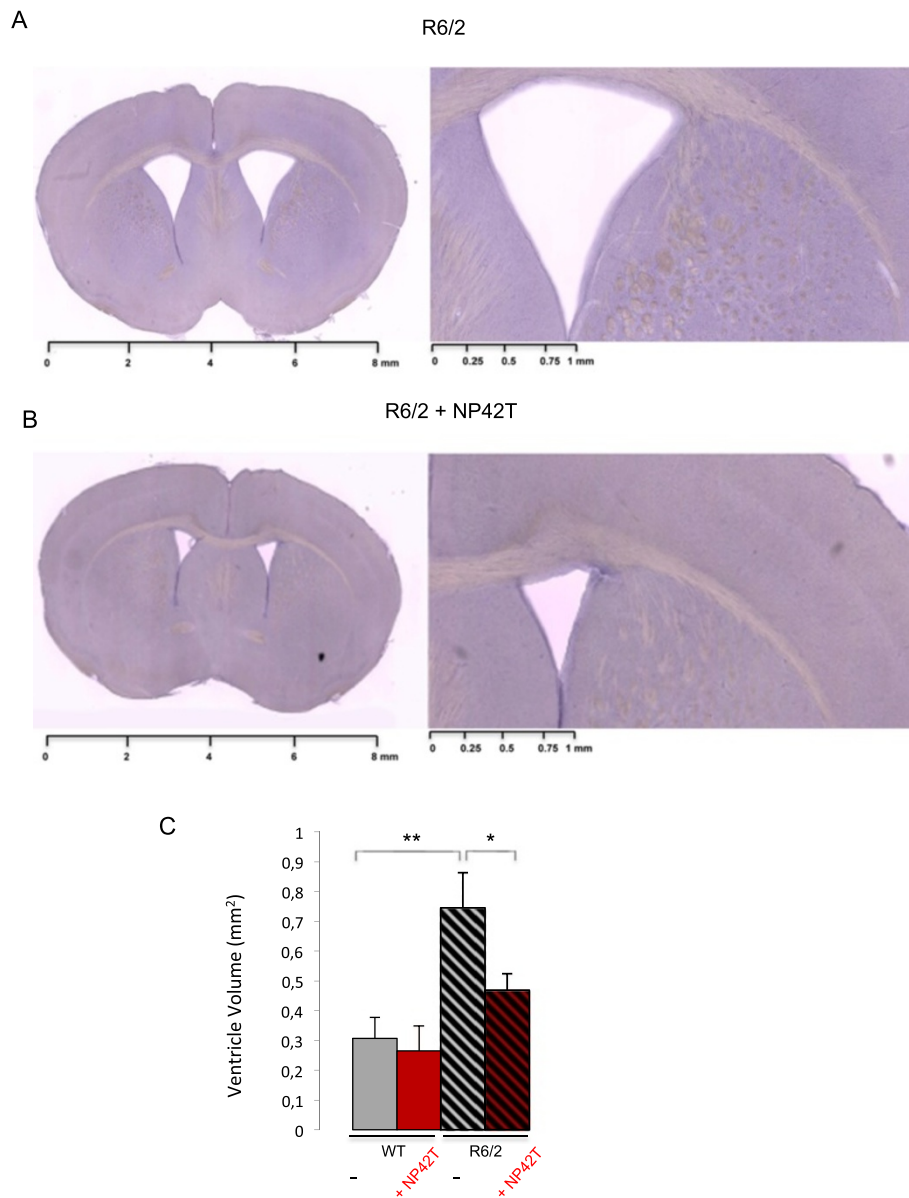 A
R6/2
0 2 4 6 8 mm
0 0.25 0.5 0.75 1 mm
B
R6/2 + NP42T
0 2 4 6 8 mm
0 0.25 0.5 0.75 1 mm
C
** *
1
0,9
0,8
0,7
0,6
0,5
0,4
0,3
0,2
0,1
0
Ventricle Volume (mm²)
WT R6/2
- + NP42T - + NP42T